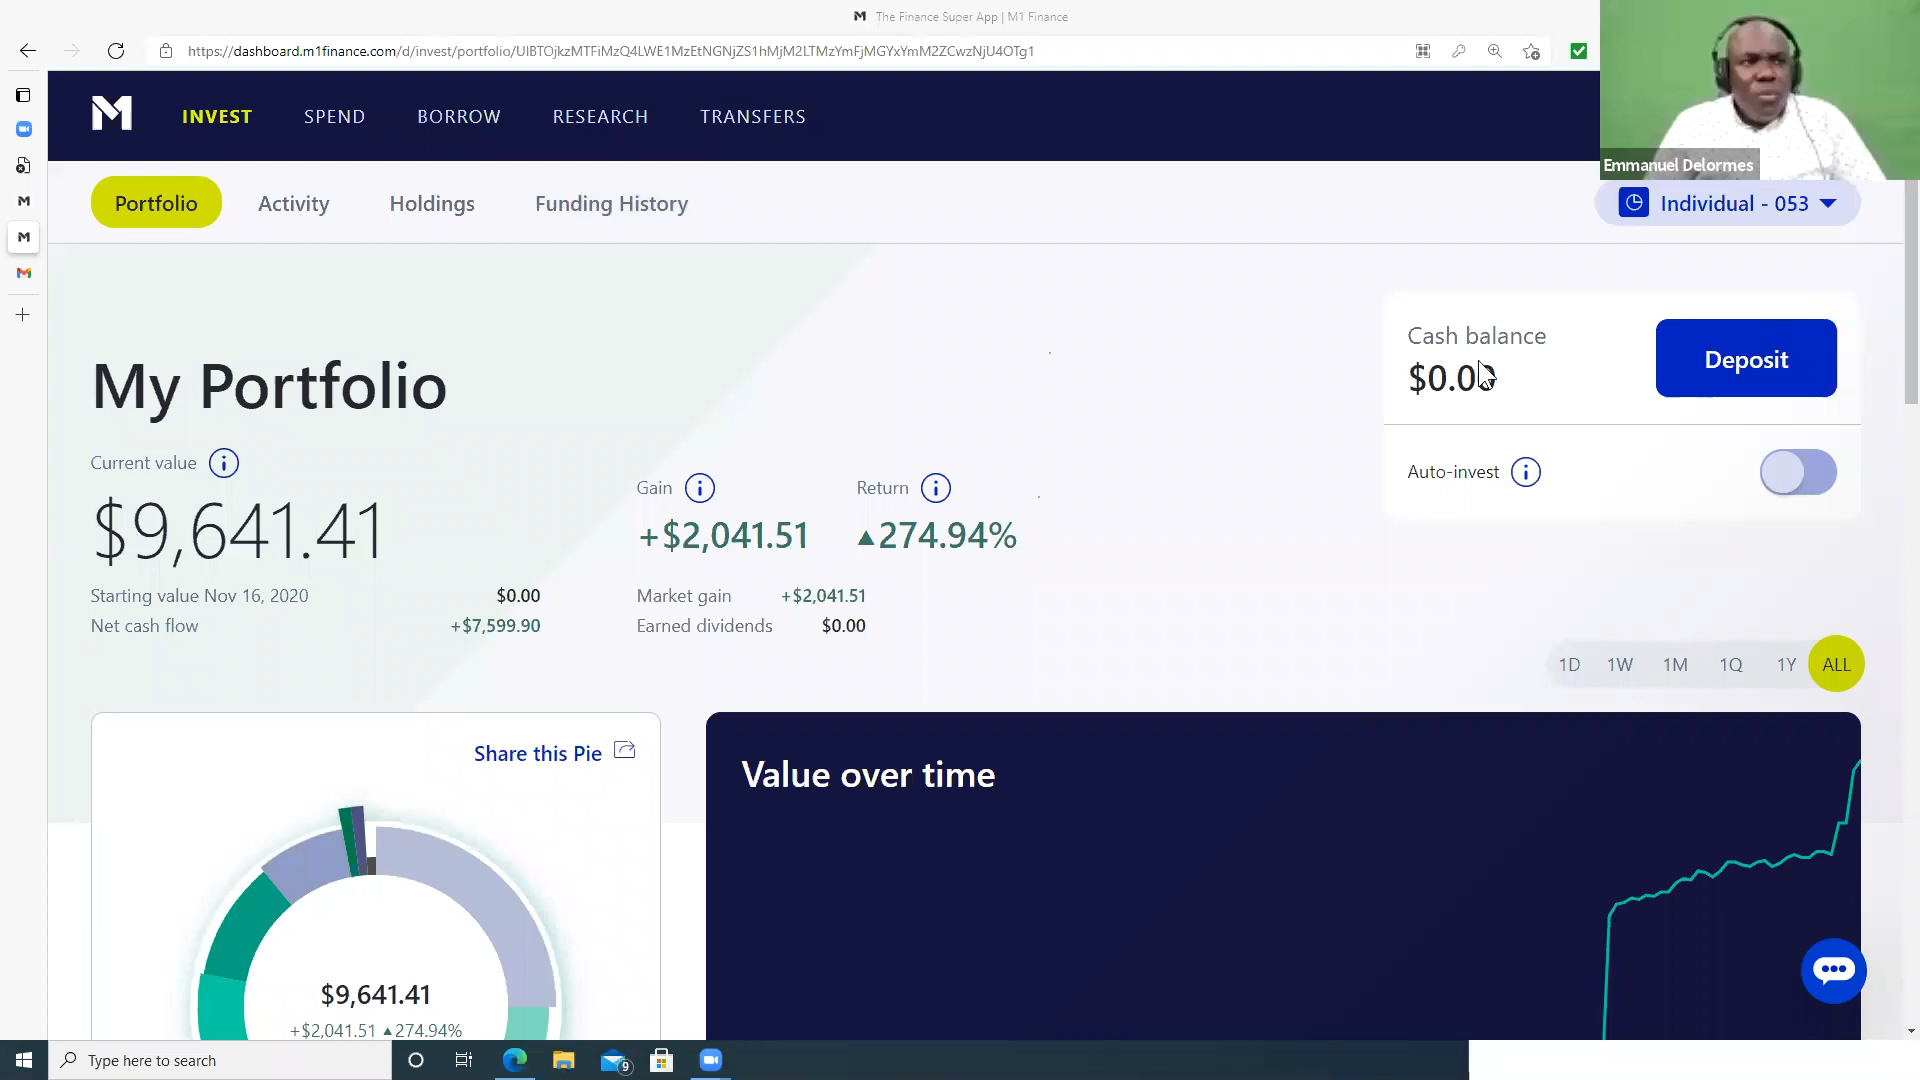 The Finance Super App | M1 Finance
https://dashboard.m1finance.com/d/invest/portfolio/UlBTOjkzMTFiMzQ4LWE1MzEtNGNjZS1hMjM2LTMzYmFjMGYxYmM2ZCwzNjU4OTg1
INVEST SPEND BORROW RESEARCH TRANSFERS
Emmanuel Delormes
Portfolio Activity Holdings Funding History
Individual - 053
Cash balance
$0.00
Deposit
My Portfolio
Auto-invest
Current value
$9,641.41
Gain Return
+$2,041.51 ▲274.94%
Starting value Nov 16, 2020 $0.00
Market gain +$2,041.51
Net cash flow +$7,599.90
Earned dividends $0.00
1D 1W 1M 1Q 1Y ALL
Share this Pie
Value over time
$9,641.41
+$2,041.51 ▲274.94%
Type here to search
9